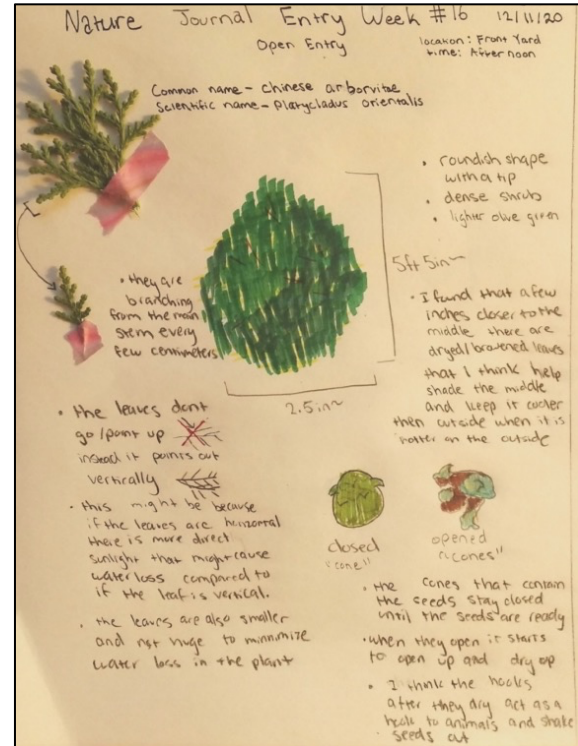 Nature Journal Entry Week #16 12/11/20
Open Entry
location: Front Yard
time: Afternoon
Common name - Chinese arborvitae
Scientific name - Platycladus orientalis
• roundish shape
with a tip
• dense shrub
• lighter olive green
5ft 5in~
• they are
branching
from the main
stem every
few centimeters
2.5in~
• I found that a few
inches closer to the
middle there are
dryed/browned leaves
that I think help
shade the middle
and keep it cooler
then outside when it is
hotter on the outside
• the leaves dont
go/point up
instead it points out
vertically
• this might be because
if the leaves are horizontal
there is more direct
sunlight that might cause
water loss compared to
if the leaf is vertical.
• the leaves are also smaller
and not huge to minnimize
water loss in the plant
closed
"cone"
opened
"cones"
• the cones that contain
the seeds stay closed
until the seeds are ready
• when they open it starts
to open up and dry up
• I think the hooks
after they dry act as a
hook to animals and shake
seeds out